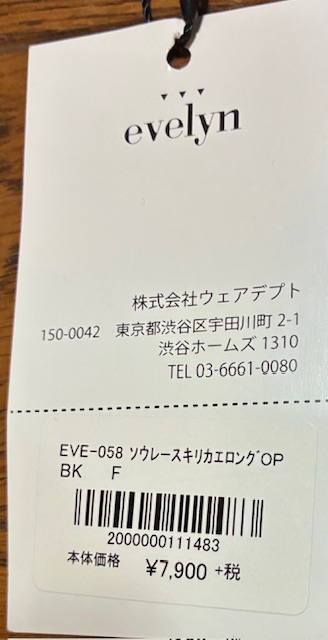 evelyn
株式会社ウェアデプト
150-0042 東京都渋谷区宇田川町 2-1
渋谷ホームズ 1310
TEL 03-6661-0080
EVE-058 ソウレースキリカエロングOP
BK F
2000000111483
本体価格 ¥7,900 +税